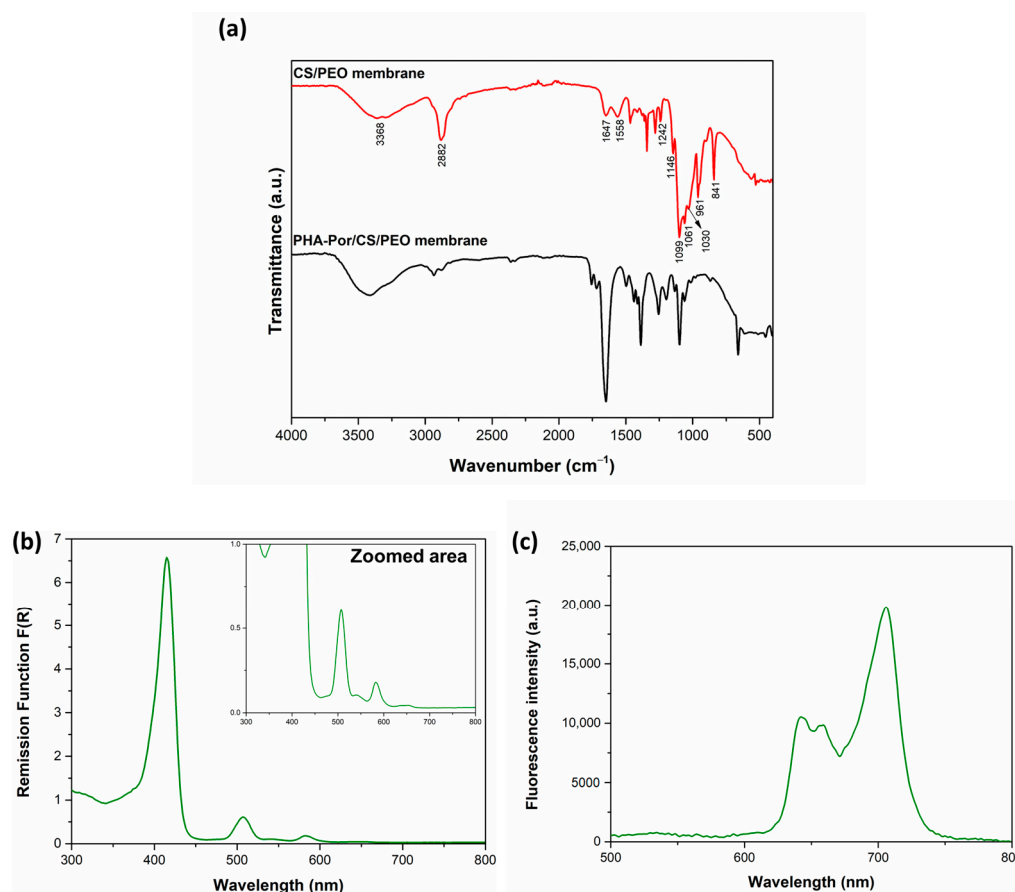 (a)
CS/PEO membrane
3368
2882
1647
1558
1242
1146
1099
1061
1030
961
841
PHA-Por/CS/PEO membrane
Transmittance (a.u.)
4000 3500 3000 2500 2000 1500 1000 500
Wavenumber (cm⁻¹)
(b)
7
6
5
4
3
2
1
0
Remission Function F(R)
300 400 500 600 700 800
Wavelength (nm)
Zoomed area
1.0
0.5
0.0
300 400 500 600 700 800
(c)
25,000
20,000
15,000
10,000
5000
0
Fluorescence intensity (a.u.)
500 600 700 80
Wavelength (nm)